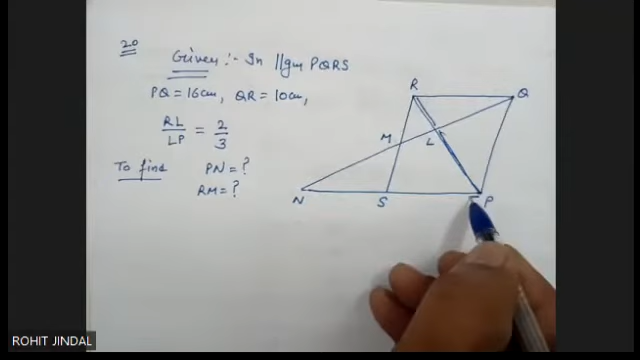 20
Given :- In ||gm PQRS
PQ = 16cm, QR = 10cm,
RL/LP = 2/3
To find PN = ?
RM = ?
R
Q
M
L
N
S
P
ROHIT JINDAL